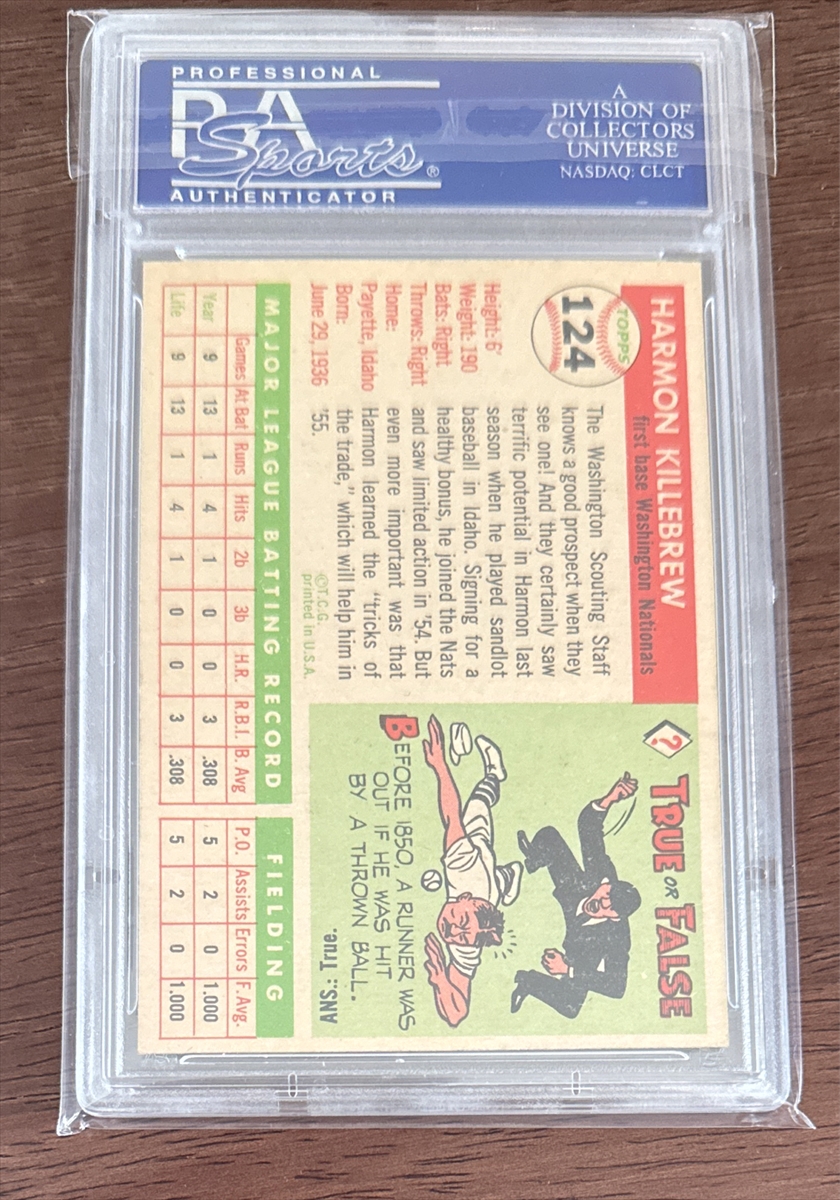 PROFESSIONAL
PSA
Sports®
AUTHENTICATOR
A
DIVISION OF
COLLECTORS
UNIVERSE
NASDAQ: CLCT
TOPPS
124
HARMON KILLEBREW
first base Washington Nationals
Height: 6'
Weight: 190
Bats: Right
Throws: Right
Home:
Payette, Idaho
Born:
June 29, 1936
The Washington Scouting Staff
knows a good prospect when they
see one! And they certainly saw
terrific potential in Harmon last
season when he played sandlot
baseball in Idaho. Signing for a
healthy bonus, he joined the Nats
and saw limited action in '54. But
even more important was that
Harmon learned the "tricks of
the trade," which will help him in
'55.
©T.C.G.
printed in U.S.A.
?
TRUE OR FALSE
BEFORE 1850, A RUNNER WAS
OUT IF HE WAS HIT
BY A THROWN BALL.
ANS.: True.
MAJOR LEAGUE BATTING RECORD FIELDING
Games At Bat Runs Hits 2b 3b H.R. R.B.I. B. Avg P.O. Assists Errors F. Avg.
Year 9 13 1 4 1 0 0 3 .308 5 2 0 1.000
Life 9 13 1 4 1 0 0 3 .308 5 2 0 1.000